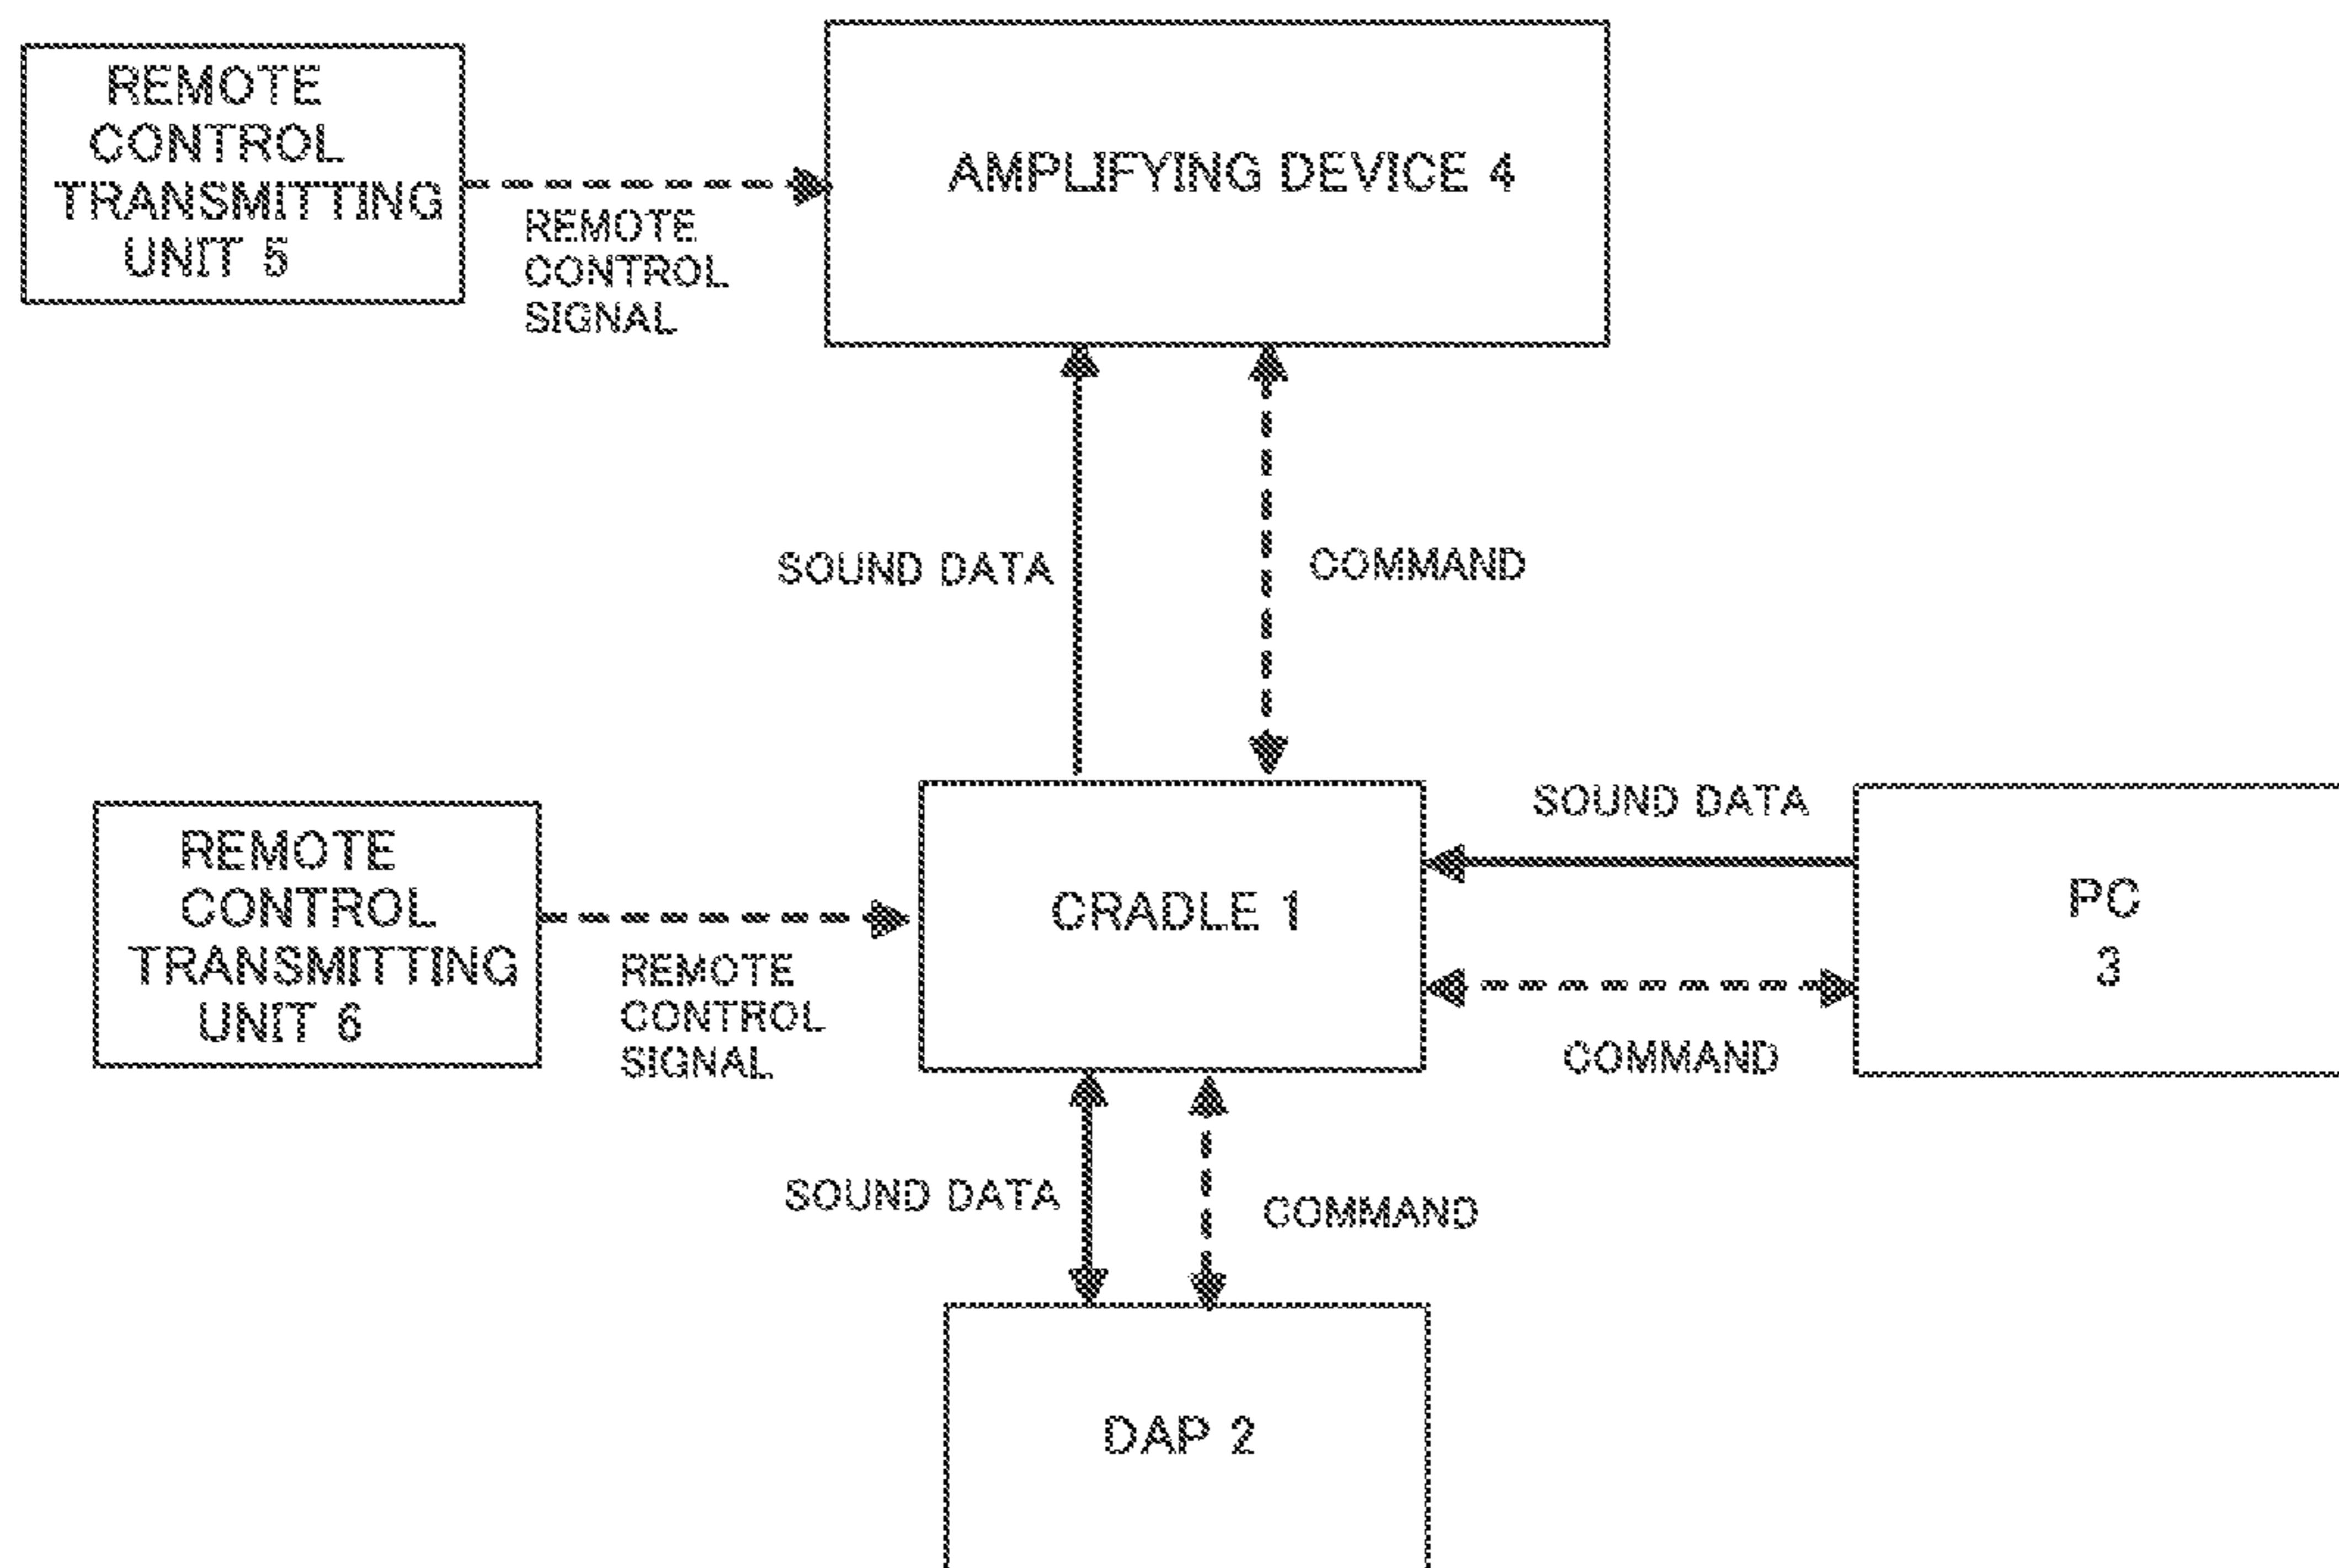 REMOTE
CONTROL
TRANSMITTING
UNIT 5
REMOTE
CONTROL
SIGNAL
AMPLIFYING DEVICE 4
SOUND DATA
COMMAND
REMOTE
CONTROL
TRANSMITTING
UNIT 6
REMOTE
CONTROL
SIGNAL
CRADLE 1
SOUND DATA
COMMAND
PC
3
SOUND DATA
COMMAND
DAP 2